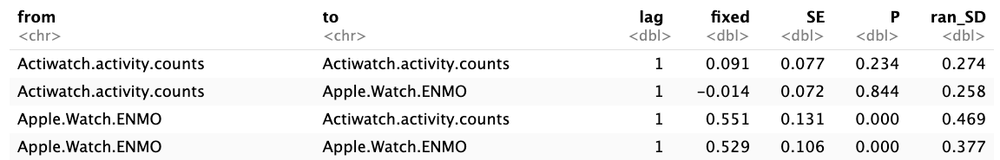 from to lag fixed SE P ran_SD
<chr> <chr> <dbl> <dbl> <dbl> <dbl> <dbl>
Actiwatch.activity.counts Actiwatch.activity.counts 1 0.091 0.077 0.234 0.274
Actiwatch.activity.counts Apple.Watch.ENMO 1 -0.014 0.072 0.844 0.258
Apple.Watch.ENMO Actiwatch.activity.counts 1 0.551 0.131 0.000 0.469
Apple.Watch.ENMO Apple.Watch.ENMO 1 0.529 0.106 0.000 0.377